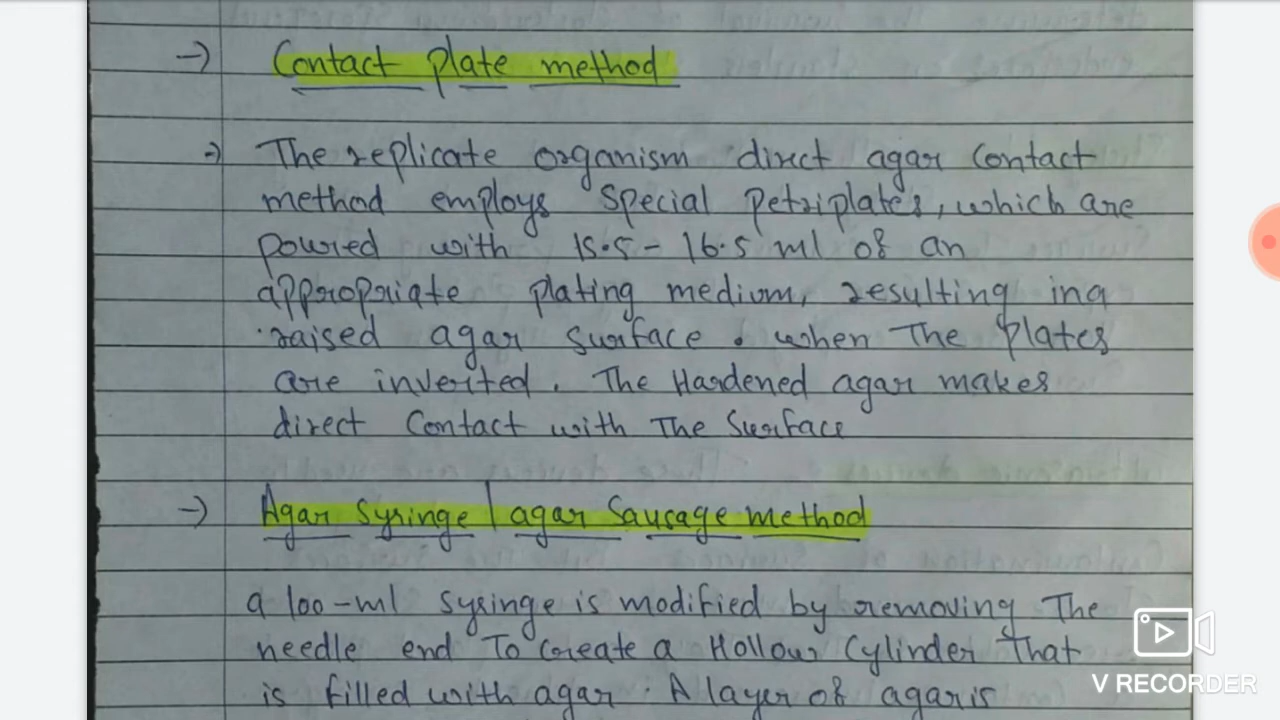 → Contact plate method
→ The replicate organism direct agar contact
method employs special petriplates, which are
poured with 15.5 - 16.5 ml of an
appropriate plating medium, resulting in a
raised agar surface. when The plates
are inverted. The Hardened agar makes
direct Contact with The Surface
→ Agar Syringe / agar Sausage method
a 100-ml syringe is modified by removing The
needle end To create a Hollow Cylinder That
is filled with agar. A layer of agar is
V RECORDER